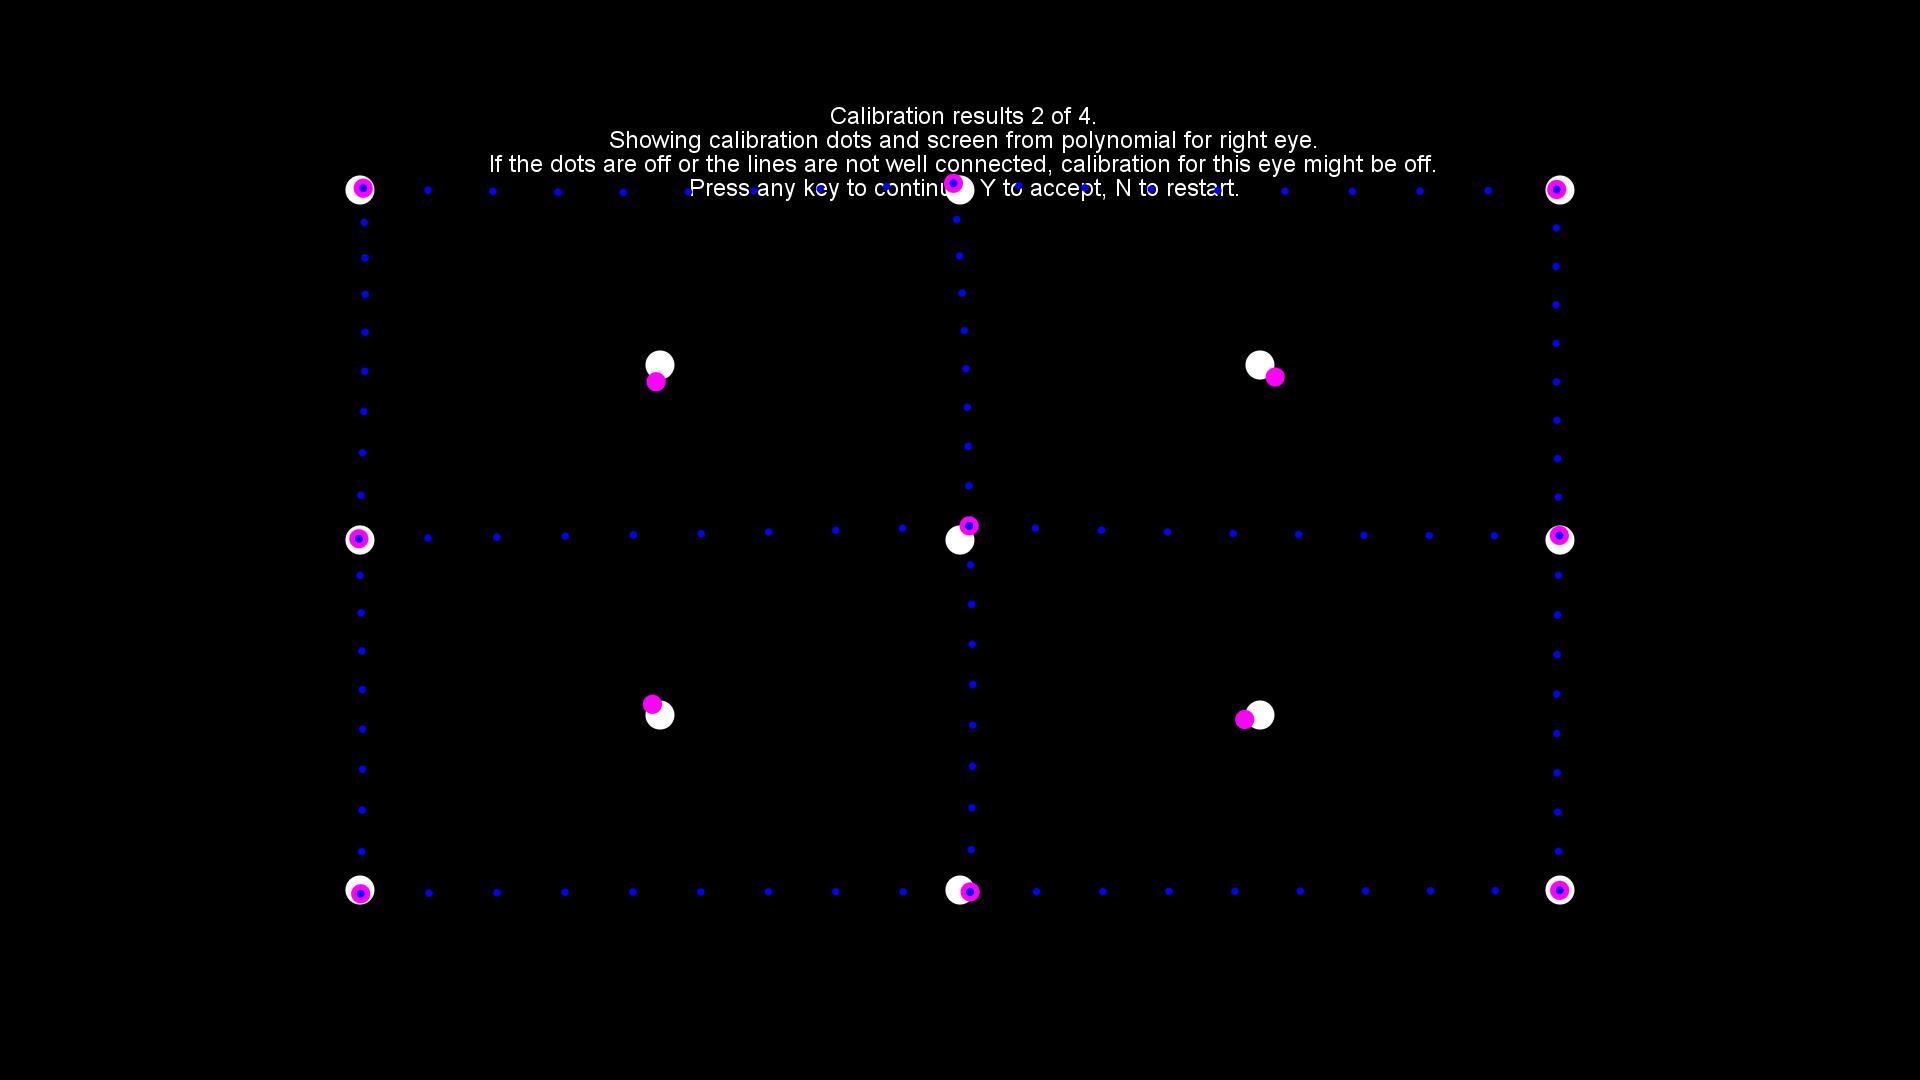 Calibration results 2 of 4.
Showing calibration dots and screen from polynomial for right eye.
If the dots are off or the lines are not well connected, calibration for this eye might be off.
Press any key to continu Y to accept, N to restart.